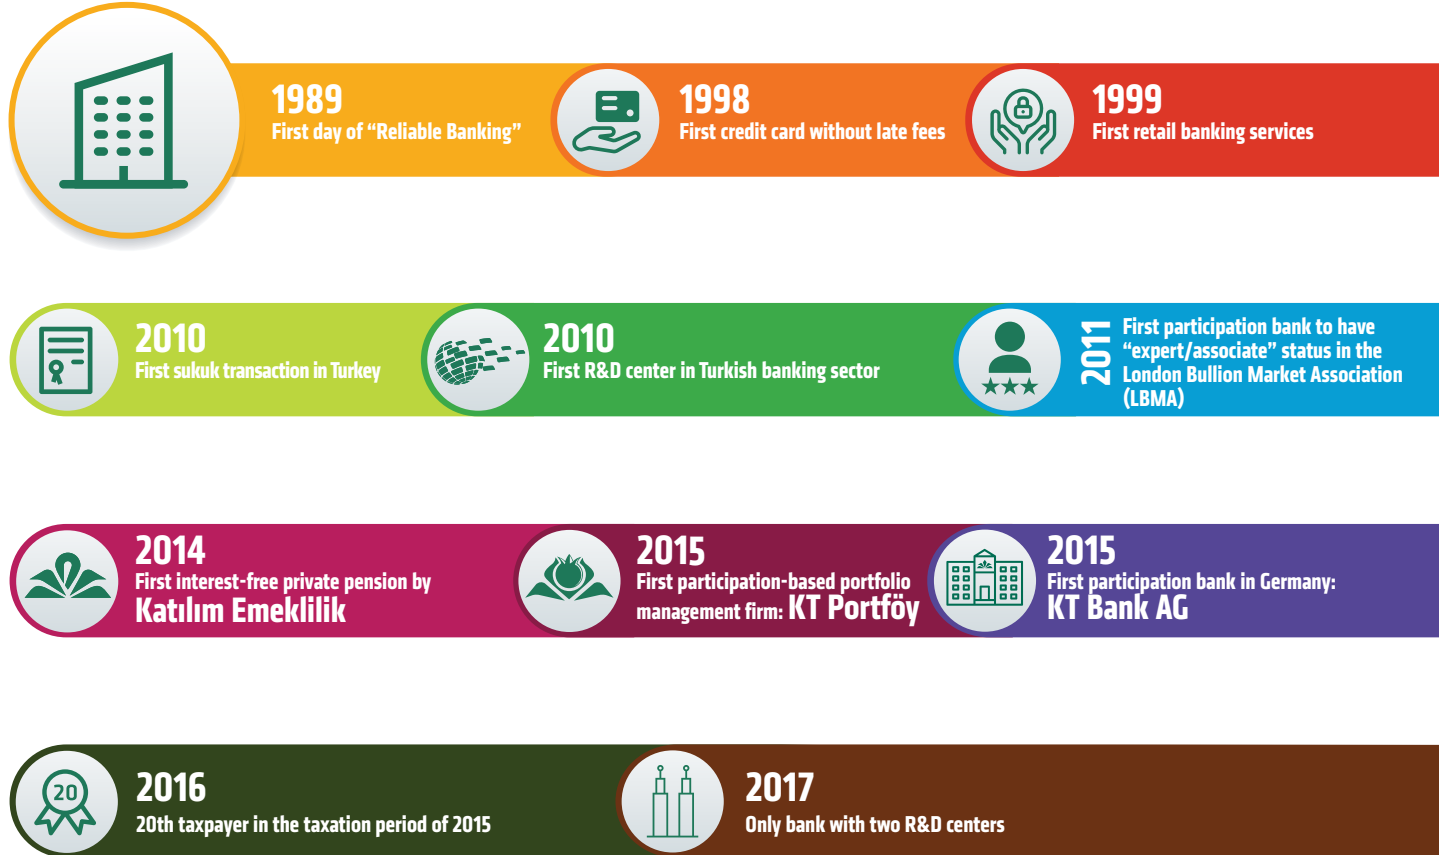 1989
First day of “Reliable Banking”
1998
First credit card without late fees
1999
First retail banking services
2010
First sukuk transaction in Turkey
2010
First R&D center in Turkish banking sector
2011
First participation bank to have
“expert/associate” status in the
London Bullion Market Association
(LBMA)
2014
First interest-free private pension by
Katılım Emeklilik
2015
First participation-based portfolio
management firm: KT Portföy
2015
First participation bank in Germany:
KT Bank AG
20
2016
20th taxpayer in the taxation period of 2015
2017
Only bank with two R&D centers